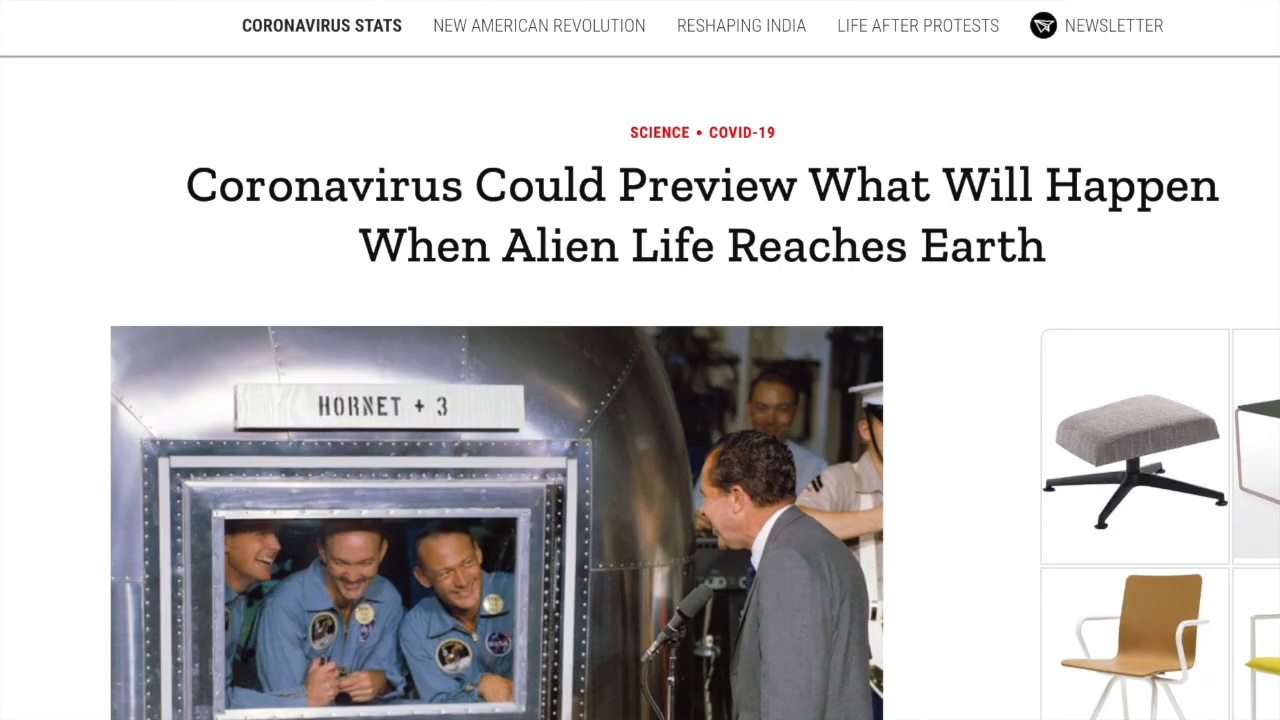 CORONAVIRUS STATS NEW AMERICAN REVOLUTION RESHAPING INDIA LIFE AFTER PROTESTS NEWSLETTER
SCIENCE • COVID-19
Coronavirus Could Preview What Will Happen
When Alien Life Reaches Earth
HORNET + 3
NASA